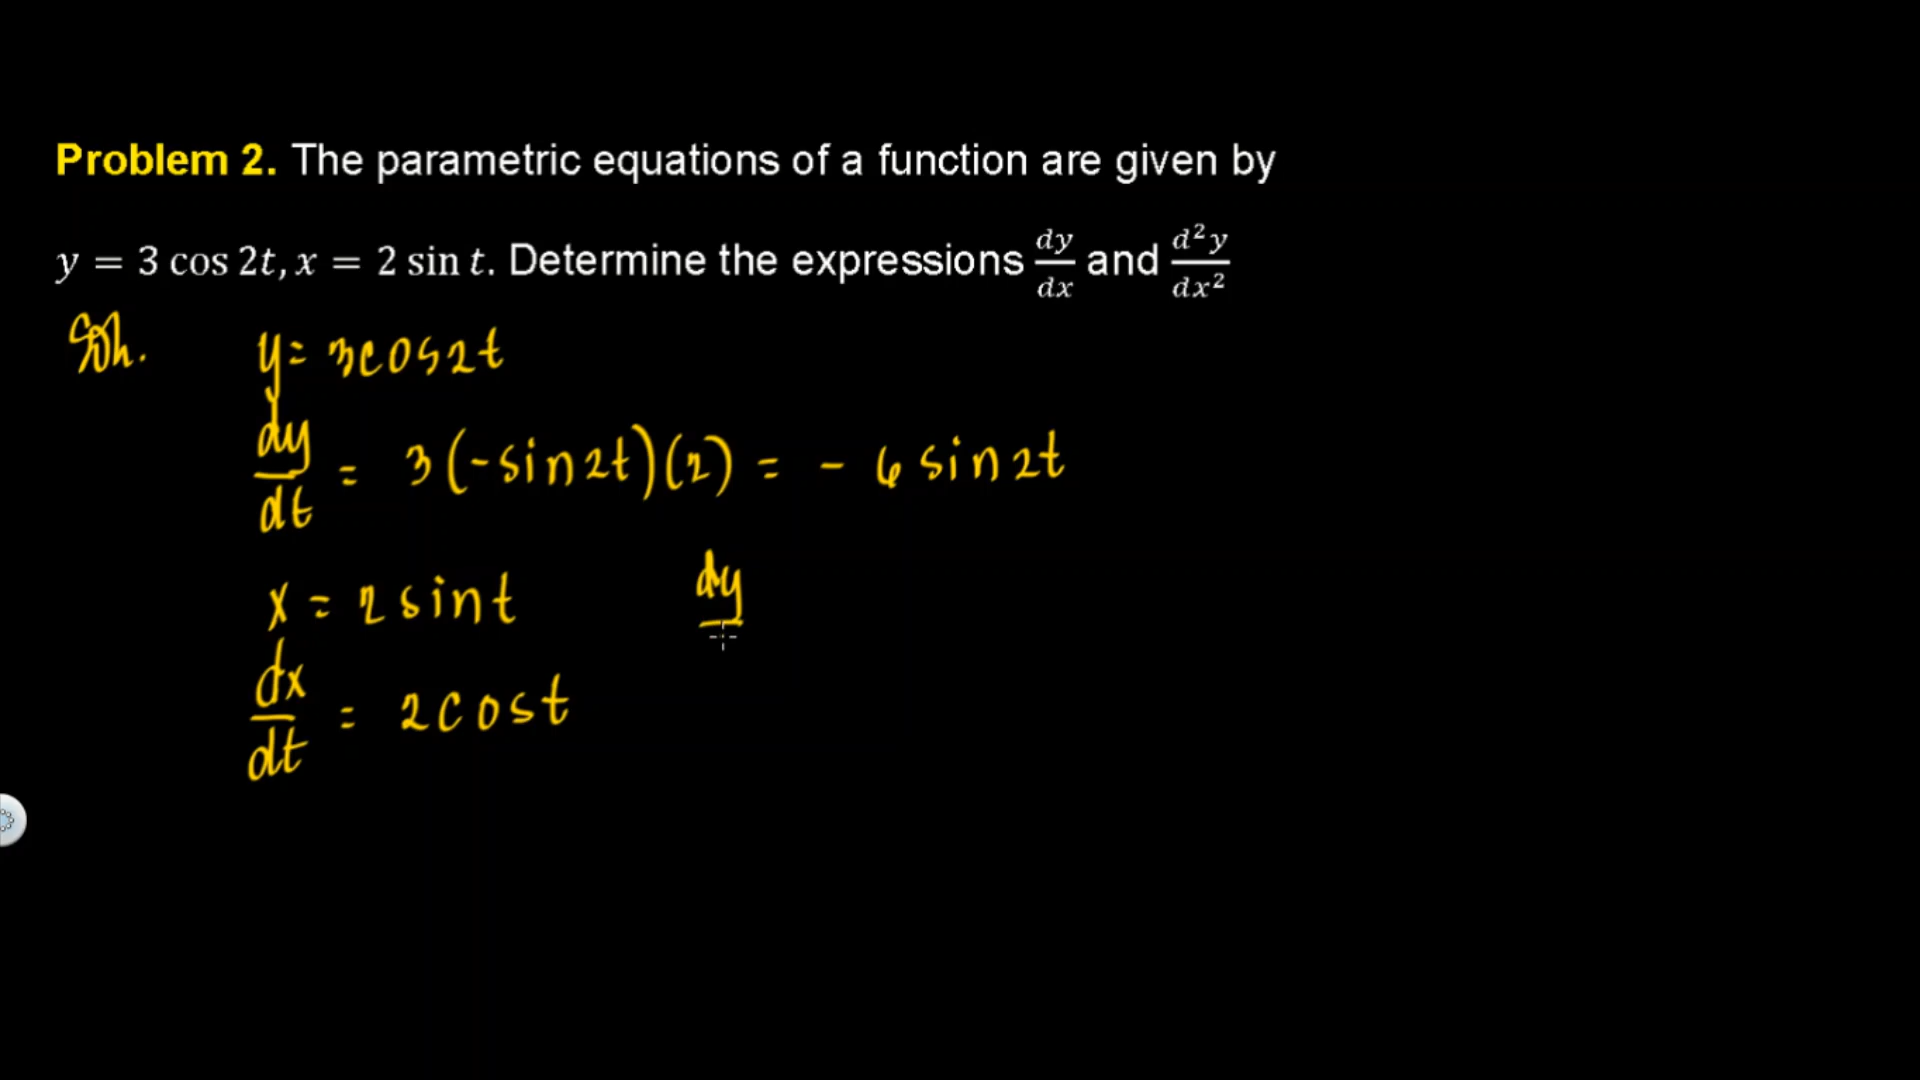 Problem 2. The parametric equations of a function are given by
y = 3 cos 2t, x = 2 sin t. Determine the expressions dy/dx and d²y/dx²
Soln.
y = 3cos2t
dy/dt = 3(-sin2t)(2) = - 6sin2t
x = 2sint
dy
dx/dt = 2cost